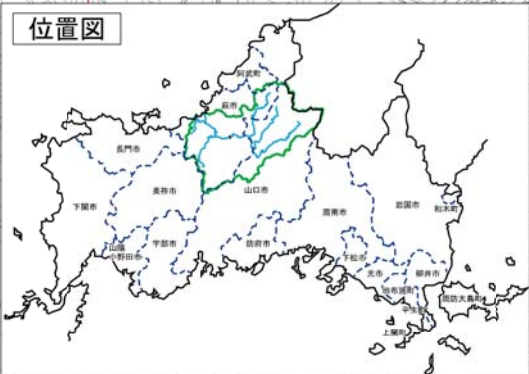 位置図
阿武町
萩市
長門市
美祢市
山口市
下関市
周南市
岩国市
和木町
山陽
小野田市
宇部市
防府市
下松市
光市
柳井市
田布施町
周防大島町
平生町
上関町